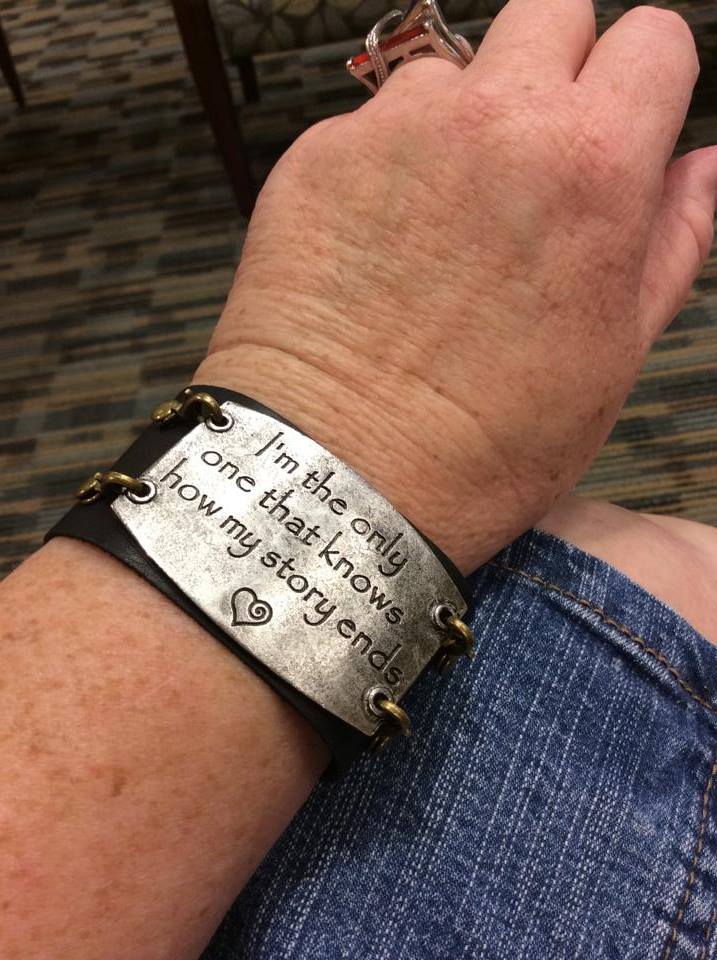 I'm the only
one that knows
how my story ends.